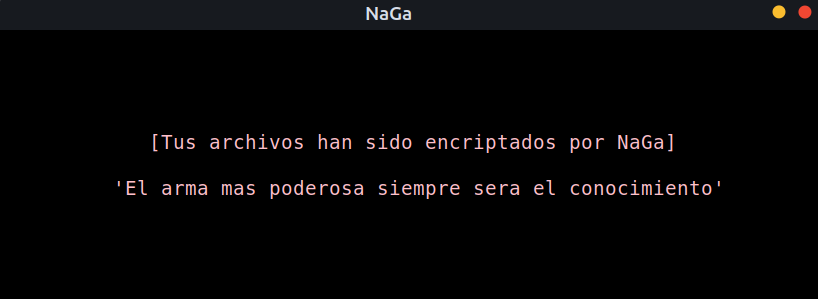 NaGa
[Tus archivos han sido encriptados por NaGa]
'El arma mas poderosa siempre sera el conocimiento'